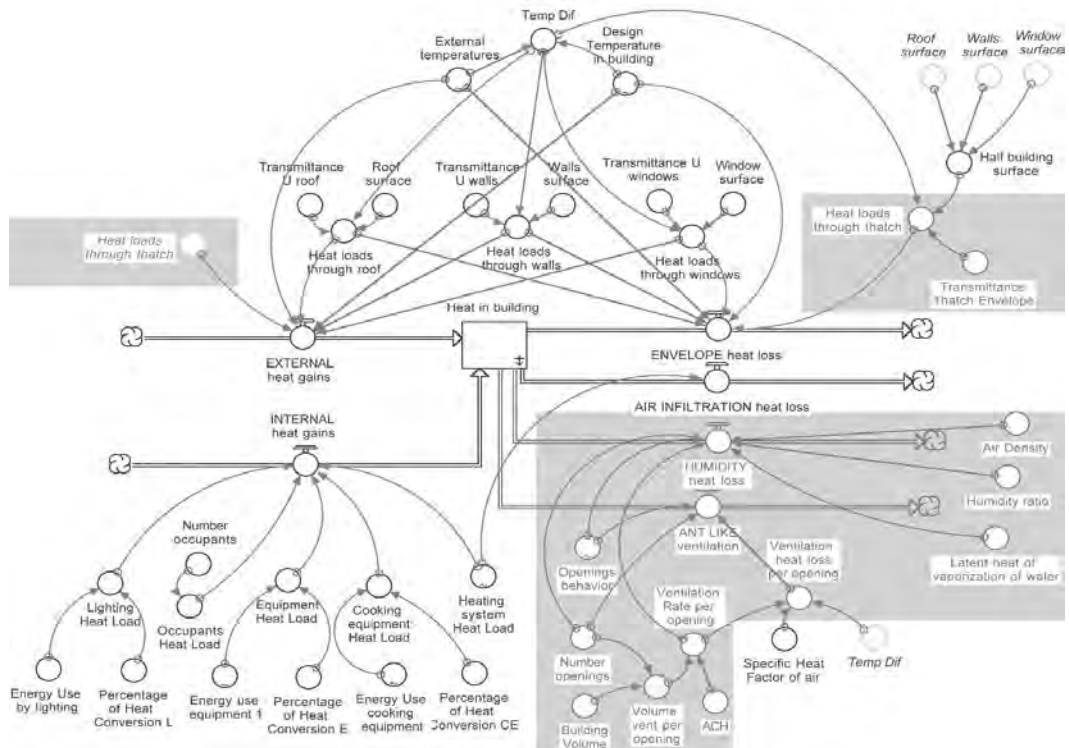 Temp Dif
External
temperatures
Design
Temperature
in building
Roof
surface
Walls
surface
Window
surface
Half building
surface
Transmittance
U roof
Roof
surface
Transmittance
U walls
Walls
surface
Transmittance U
windows
Window
surface
Heat loads
through thatch
Heat loads
through thatch
Heat loads
through roof
Heat loads
through walls
Heat loads
through windows
Transmittance
Thatch Envelope
Heat in building
EXTERNAL
heat gains
ENVELOPE heat loss
AIR INFILTRATION heat loss
INTERNAL
heat gains
HUMIDITY
heat loss
Air Density
Humidity ratio
ANT LIKE
ventilation
Latent heat of
vaporization of water
Number
occupants
Openings
behavior
Ventilation
heat loss
per opening
Lighting
Heat Load
Occupants
Heat Load
Equipment
Heat Load
Cooking
equipment
Heat Load
Heating
system
Heat Load
Ventilation
Rate per
opening
Number
openings
Specific Heat
Factor of air
Temp Dif
Energy Use
by lighting
Percentage
of Heat
Conversion L
Energy use
equipment 1
Percentage
of Heat
Conversion E
Energy Use
cooking
equipment
Percentage
of Heat
Conversion CE
Building
Volume
Volume
vent per
opening
ACH